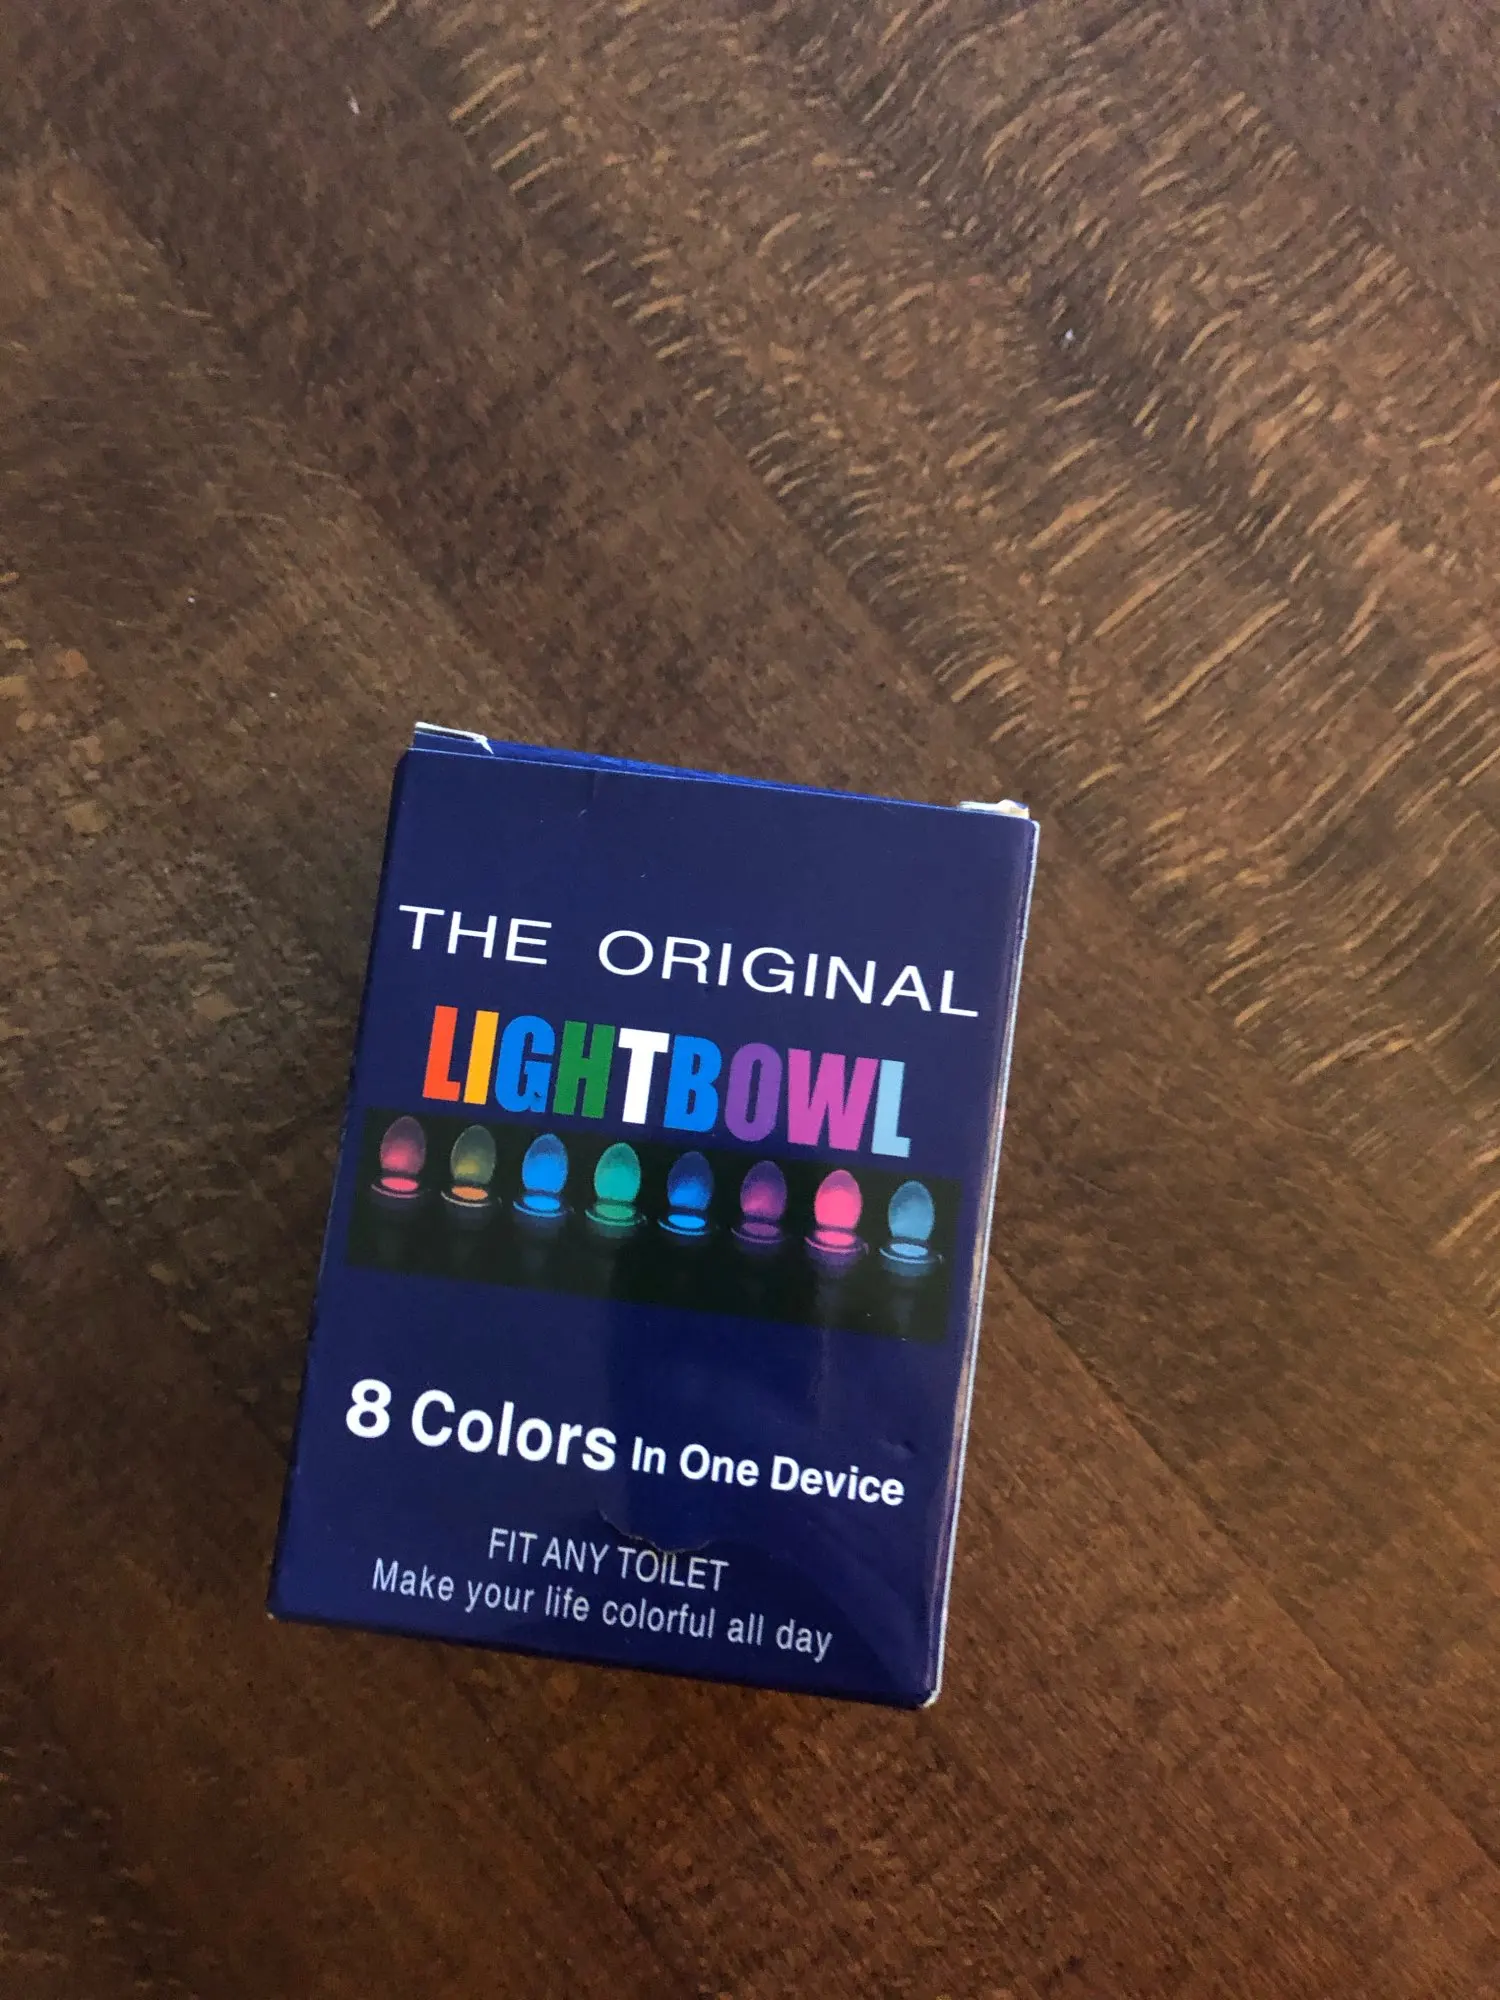 THE ORIGINAL
LIGHTBOWL
8 Colors In One Device
FIT ANY TOILET
Make your life colorful all day